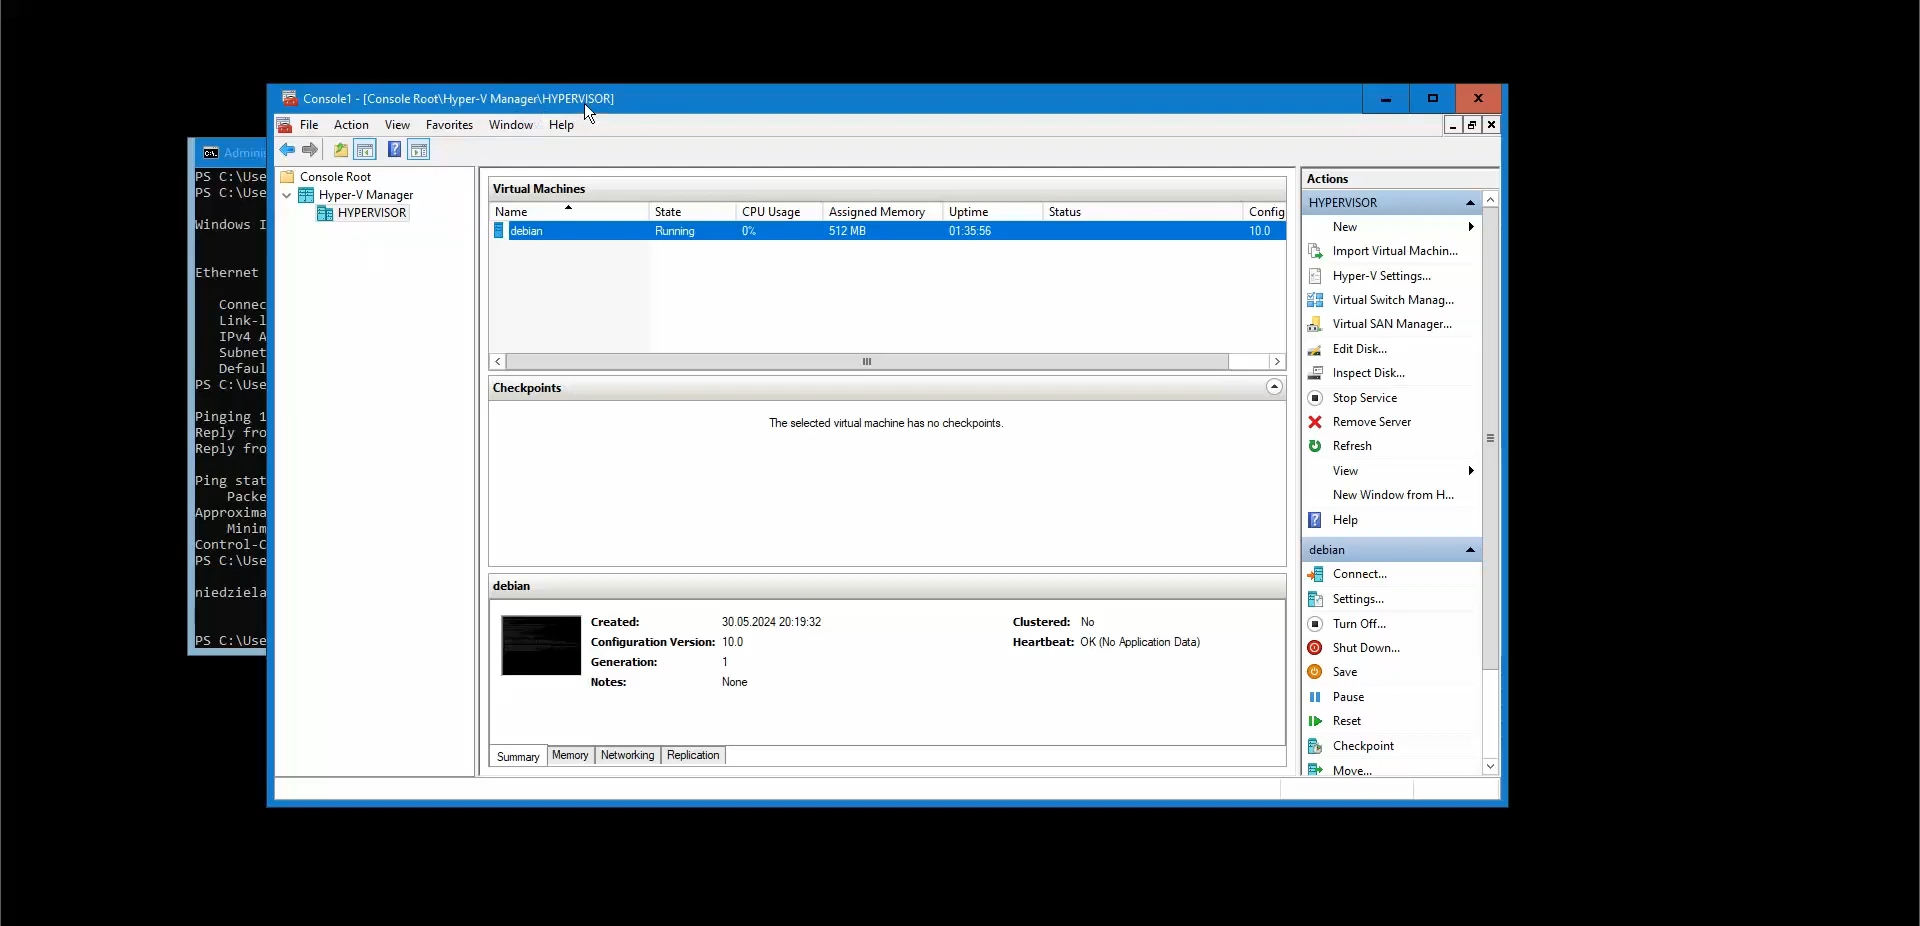 Console1 - [Console Root\Hyper-V Manager\HYPERVISOR]
File Action View Favorites Window Help
Console Root
Hyper-V Manager
HYPERVISOR
Virtual Machines
Name State CPU Usage Assigned Memory Uptime Status Config
debian Running 0% 512 MB 01:35:56 10.0
Checkpoints
The selected virtual machine has no checkpoints.
debian
Created: 30.05.2024 20:19:32 Clustered: No
Configuration Version: 10.0 Heartbeat: OK (No Application Data)
Generation: 1
Notes: None
Summary Memory Networking Replication
Actions
HYPERVISOR
New
Import Virtual Machin...
Hyper-V Settings...
Virtual Switch Manag...
Virtual SAN Manager...
Edit Disk...
Inspect Disk...
Stop Service
Remove Server
Refresh
View
New Window from H...
Help
debian
Connect...
Settings...
Turn Off...
Shut Down...
Save
Pause
Reset
Checkpoint
Move...
Adminis
PS C:\Use
PS C:\Use
Windows I
Ethernet
Connec
Link-l
IPv4 A
Subnet
Defaul
PS C:\Use
Pinging 1
Reply fro
Reply fro
Ping stat
Packe
Approxima
Minim
Control-C
PS C:\Use
niedziela
PS C:\Use